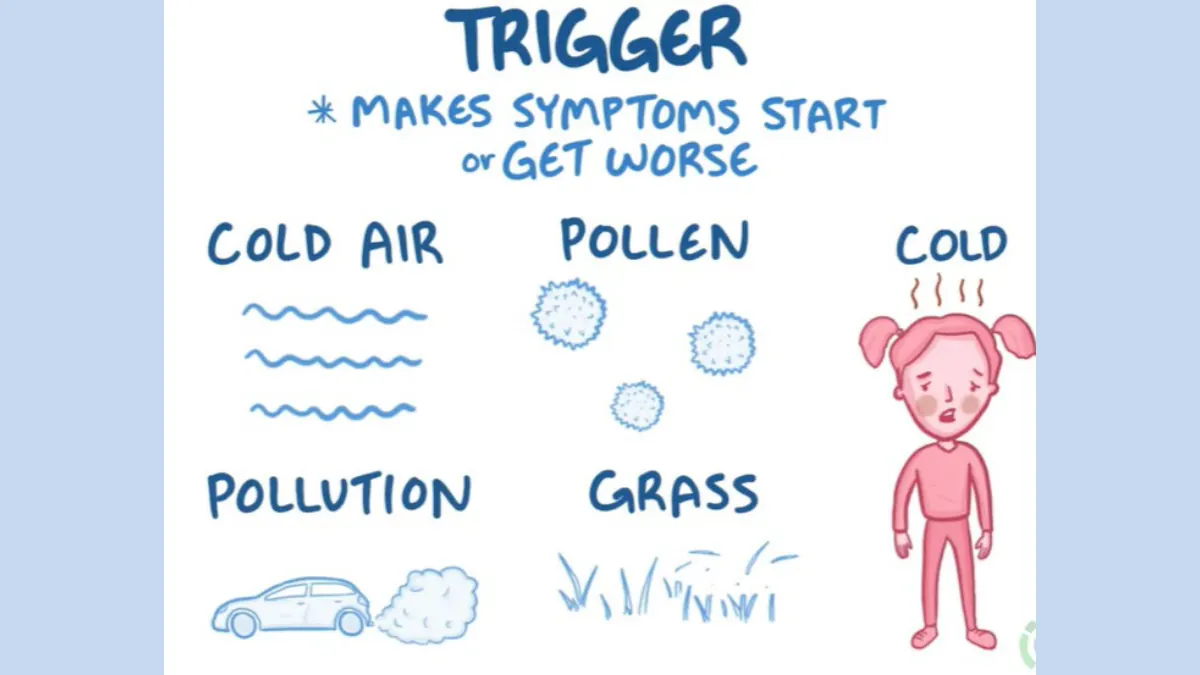 TRIGGER
* MAKES SYMPTOMS START
or GET WORSE
COLD AIR
POLLEN
COLD
POLLUTION
GRASS